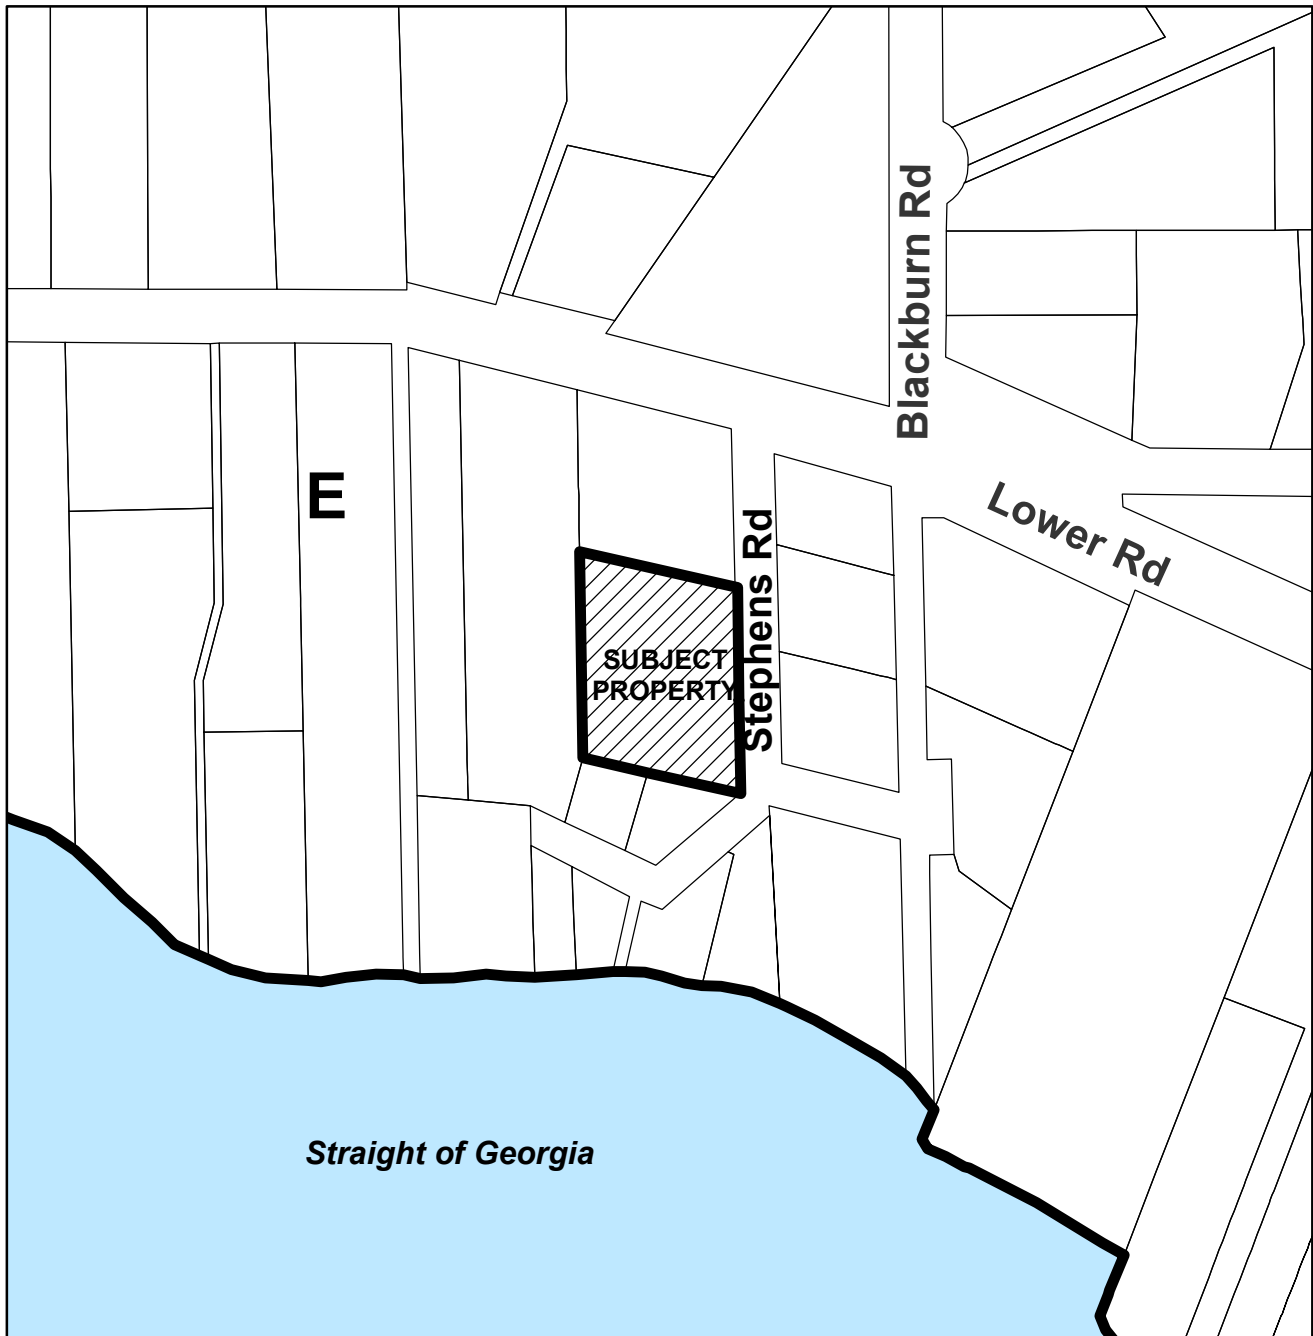 Blackburn Rd
E
Lower Rd
Stephens Rd
SUBJECT
PROPERTY
Straight of Georgia